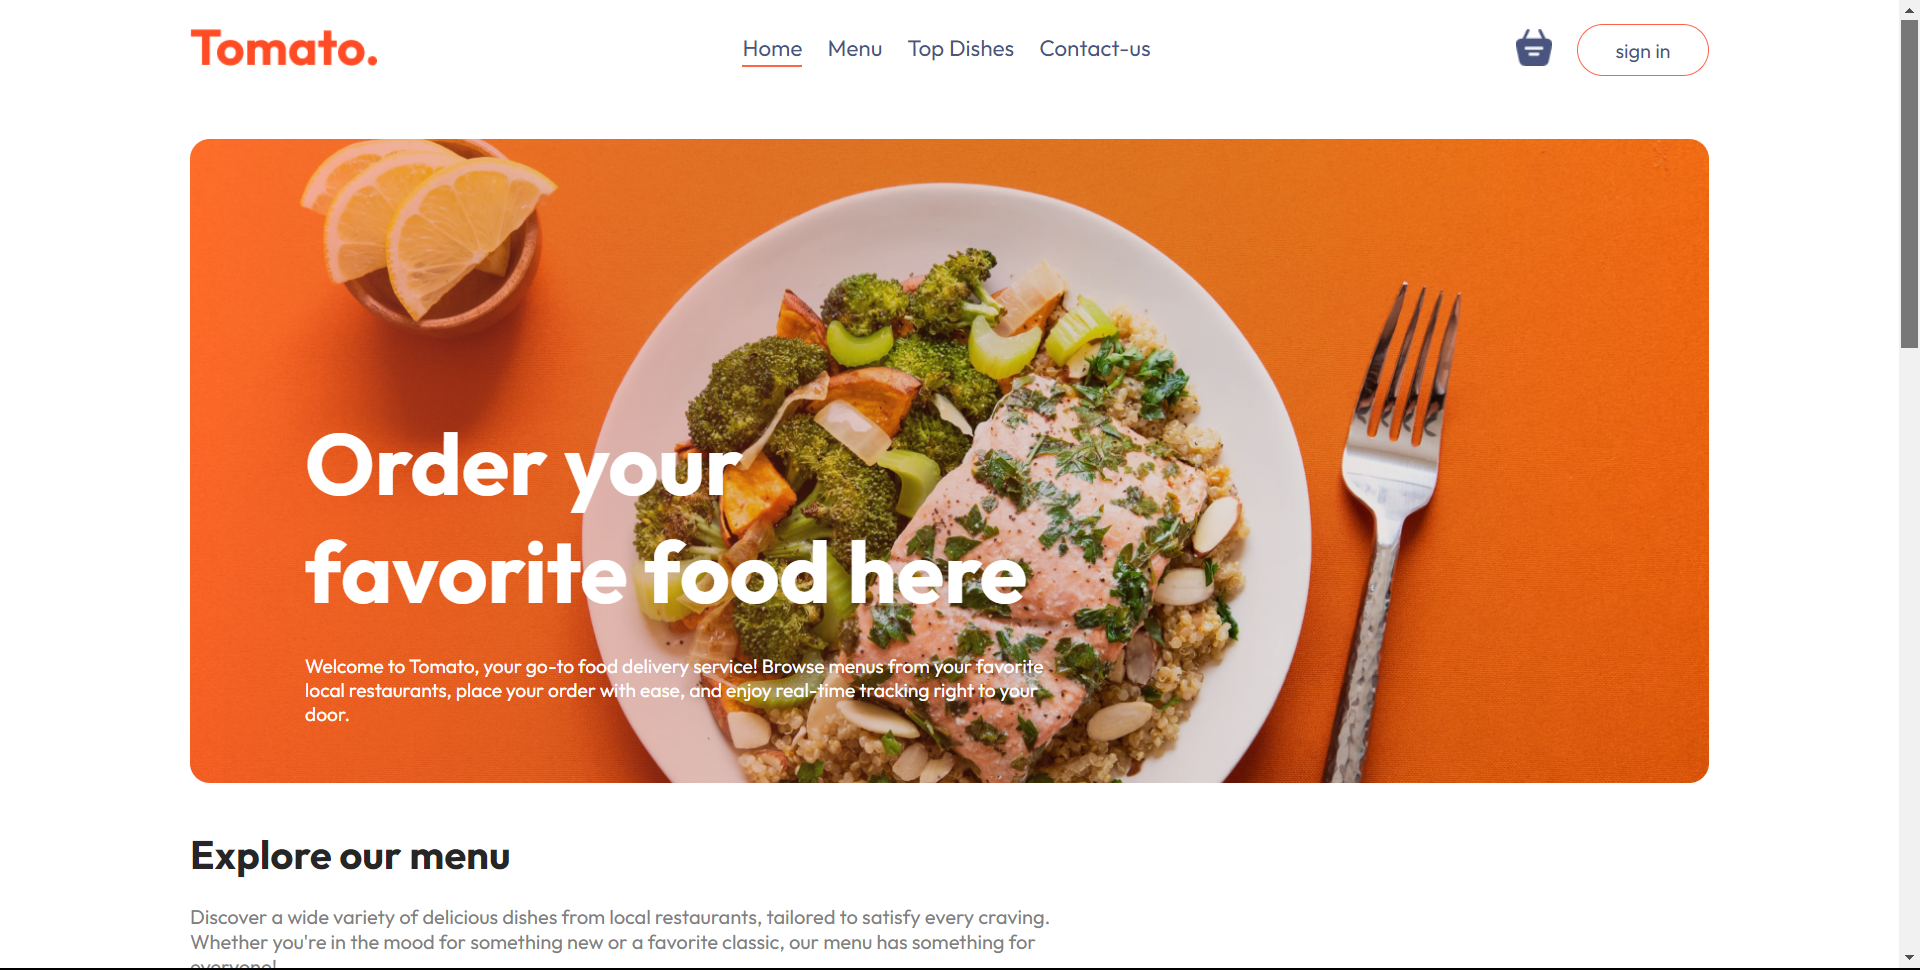 Tomato.
Home Menu Top Dishes Contact-us
sign in
Order your
favorite food here
Welcome to Tomato, your go-to food delivery service! Browse menus from your favorite
local restaurants, place your order with ease, and enjoy real-time tracking right to your
door.
Explore our menu
Discover a wide variety of delicious dishes from local restaurants, tailored to satisfy every craving.
Whether you're in the mood for something new or a favorite classic, our menu has something for
everyone!